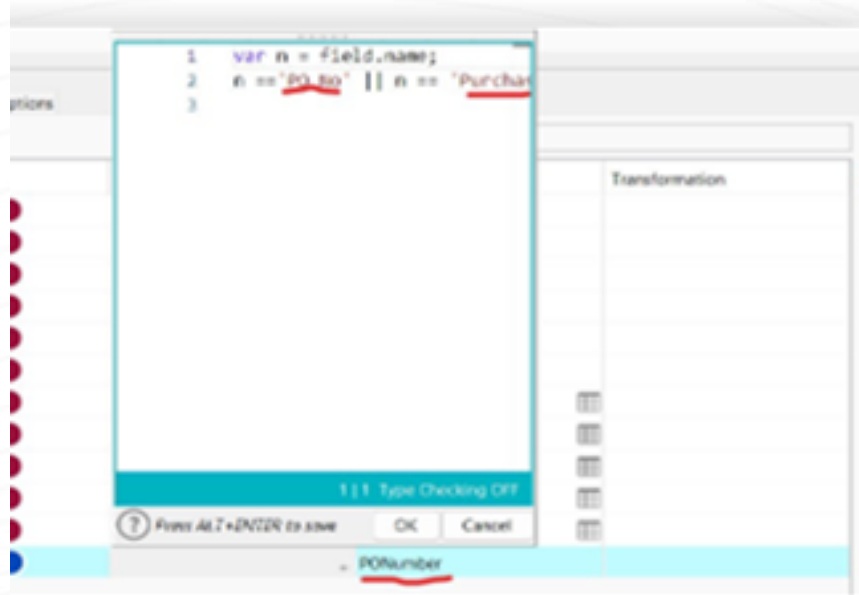 1 var n = field.name;
2 n =='PO No' || n == 'Purchas
3
ptions
Transformation
1|1 Type Checking OFF
? Press ALT+ENTER to save OK Cancel
PONumber